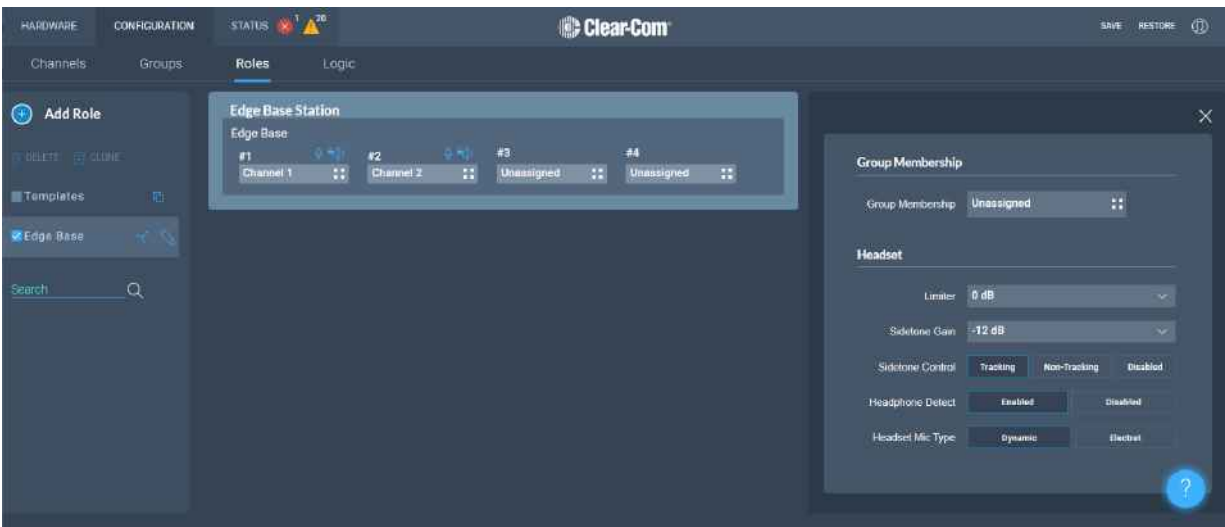 HARDWARE CONFIGURATION STATUS 1 20 Clear-Com SAVE RESTORE
Channels Groups Roles Logic
Add Role
DELETE CLONE
Templates
Edge Base
Search
Edge Base Station
Edge Base
#1 #2 #3 #4
Channel 1 Channel 2 Unassigned Unassigned
Group Membership
Group Membership Unassigned
Headset
Limiter 0 dB
Sidetone Gain -12 dB
Sidetone Control Tracking Non-Tracking Disabled
Headphone Detect Enabled Disabled
Headset Mic Type Dynamic Electret
?